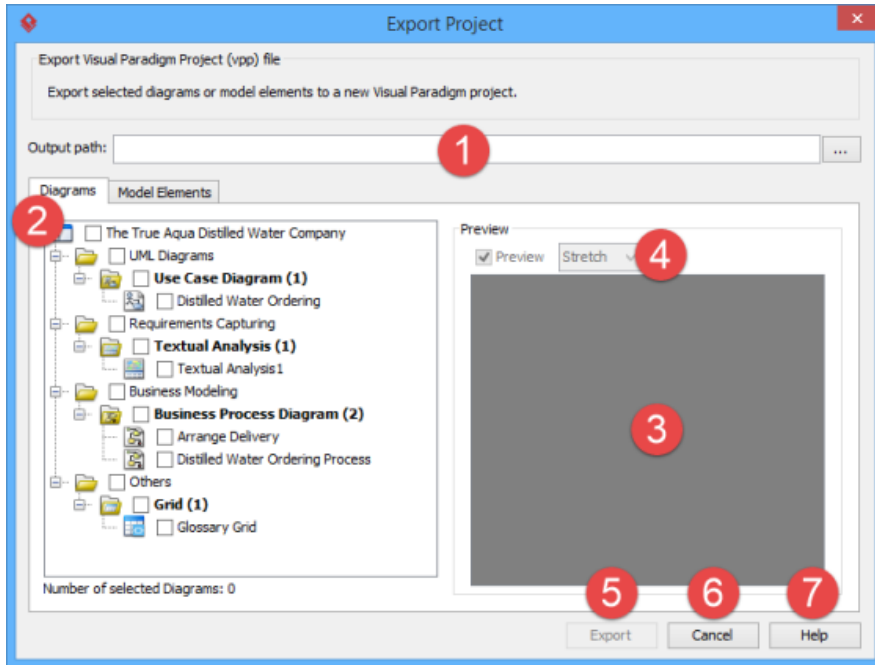 Export Project
Export Visual Paradigm Project (vpp) file
Export selected diagrams or model elements to a new Visual Paradigm project.
Output path:
1
...
Diagrams Model Elements
2
The True Aqua Distilled Water Company
UML Diagrams
Use Case Diagram (1)
Distilled Water Ordering
Requirements Capturing
Textual Analysis (1)
Textual Analysis1
Business Modeling
Business Process Diagram (2)
Arrange Delivery
Distilled Water Ordering Process
Others
Grid (1)
Glossary Grid
Number of selected Diagrams: 0
Preview
Preview Stretch 4
3
5 6 7
Export Cancel Help